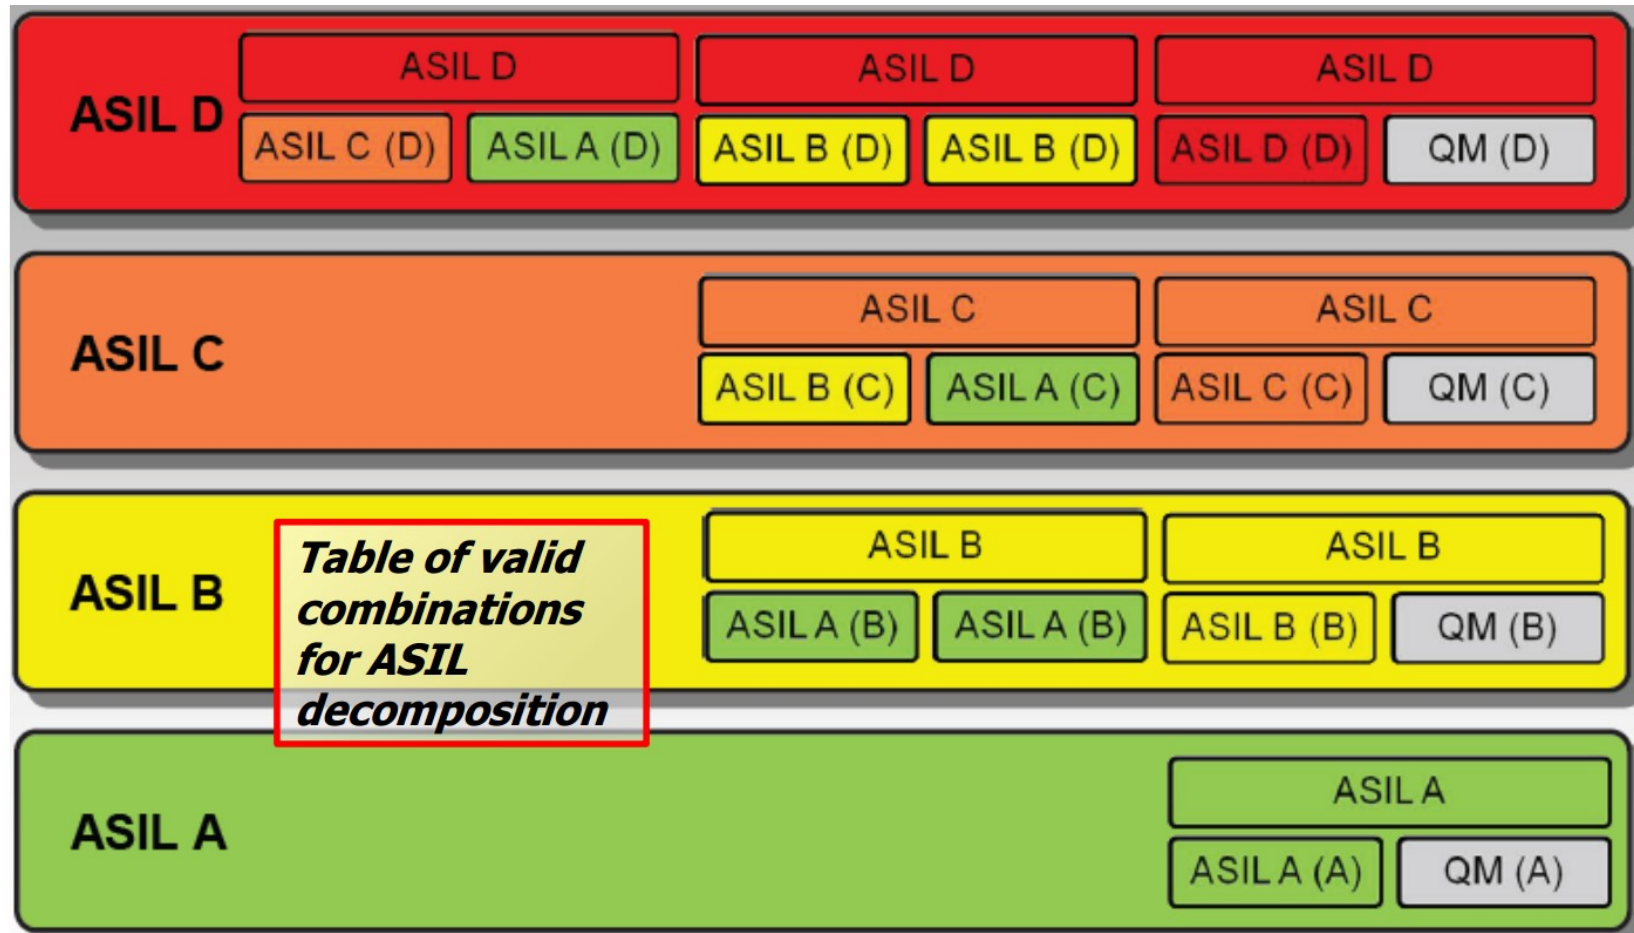 ASIL D
ASIL D
ASIL D
ASIL D
ASIL C (D)
ASIL A (D)
ASIL B (D)
ASIL B (D)
ASIL D (D)
QM (D)
ASIL C
ASIL C
ASIL C
ASIL B (C)
ASIL A (C)
ASIL C (C)
QM (C)
ASIL B
Table of valid
combinations
for ASIL
decomposition
ASIL B
ASIL B
ASIL A (B)
ASIL A (B)
ASIL B (B)
QM (B)
ASIL A
ASIL A
ASIL A (A)
QM (A)